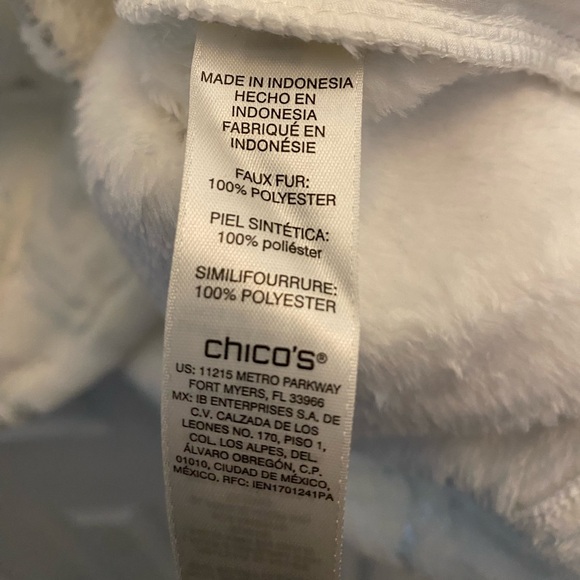 MADE IN INDONESIA
HECHO EN
INDONESIA
FABRIQUÉ EN
INDONÉSIE
FAUX FUR:
100% POLYESTER
PIEL SINTÉTICA:
100% poliéster
SIMILIFOURRURE:
100% POLYESTER
chico's®
US: 11215 METRO PARKWAY
FORT MYERS, FL 33966
MX: IB ENTERPRISES S.A. DE
C.V. CALZADA DE LOS
LEONES NO. 170, PISO 1,
COL. LOS ALPES, DEL.
ÁLVARO OBREGÓN, C.P.
01010, CIUDAD DE MÉXICO,
MÉXICO. RFC: IEN1701241PA